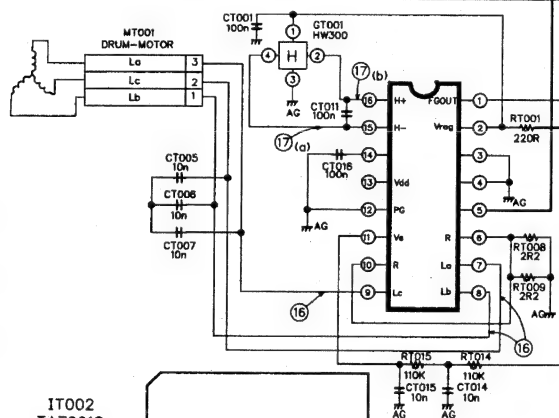 MT001
DRUM-MOTOR
La 3
Lc 2
Lb 1
CT001
100n
GT001
HW300
1
4 H 2
3
AG
17 (b)
CT011
100n
17 (a)
CT016
100n
AG
16 H+ FGOUT 1
15 H- Vreg 2
14 3
13 Vdd 4
12 PG 5
11 Vs R 6
10 R La 7
9 Lc Lb 8
RT001
220R
AG
RT008
2R2
RT009
2R2
AG
CT005
10n
CT006
10n
CT007
10n
16
16
RT015
110K
RT014
110K
CT015
10n
CT014
10n
AG
AG
IT002